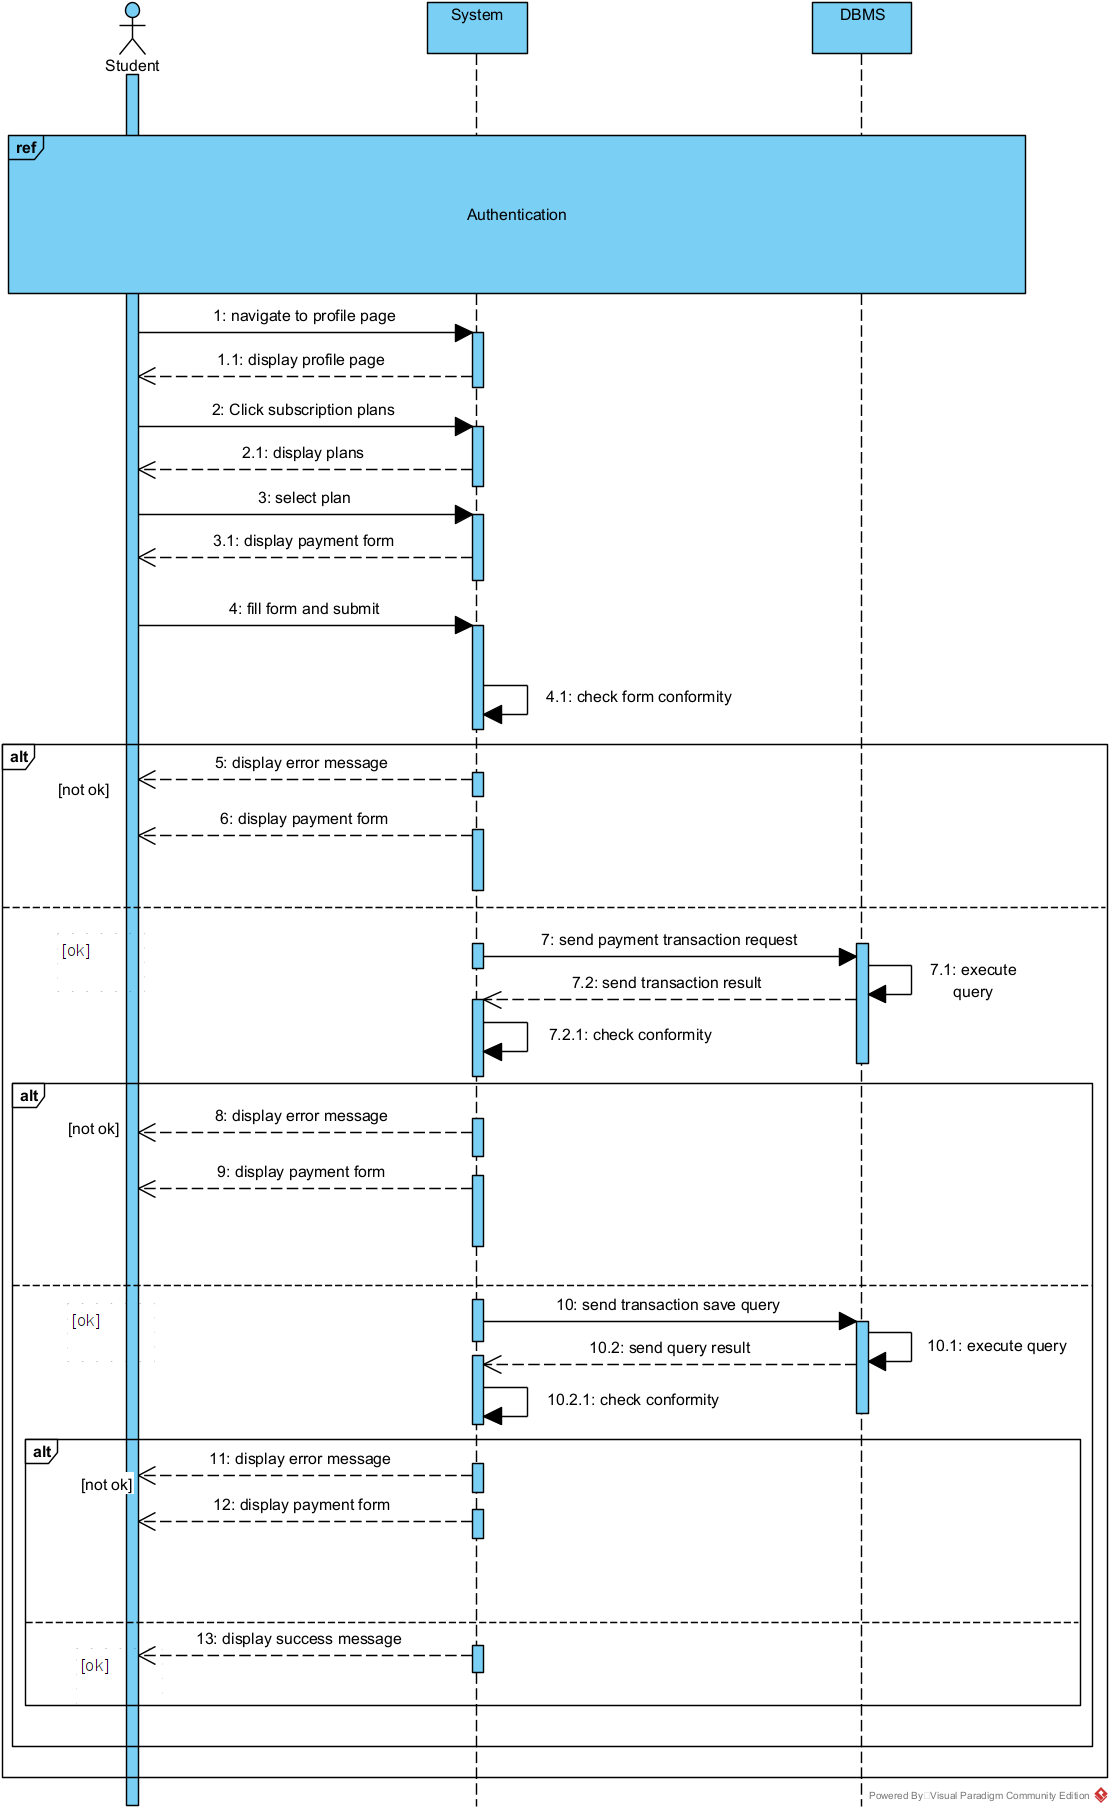 Student
System
DBMS
ref
Authentication
1: navigate to profile page
1.1: display profile page
2: Click subscription plans
2.1: display plans
3: select plan
3.1: display payment form
4: fill form and submit
4.1: check form conformity
alt
5: display error message
[not ok]
6: display payment form
[ok]
7: send payment transaction request
7.1: execute
query
7.2: send transaction result
7.2.1: check conformity
alt
8: display error message
[not ok]
9: display payment form
[ok]
10: send transaction save query
10.1: execute query
10.2: send query result
10.2.1: check conformity
alt
11: display error message
[not ok]
12: display payment form
13: display success message
[ok]
Powered By Visual Paradigm Community Edition